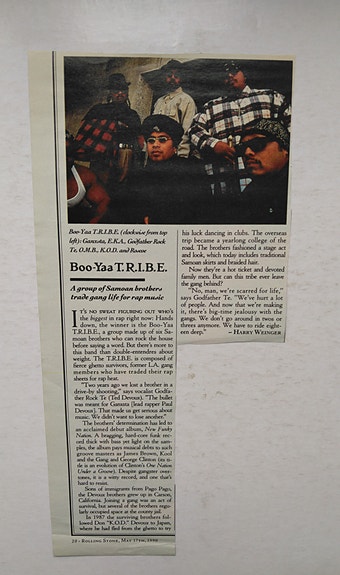 Boo-Yaa T.R.I.B.E. (clockwise from top
left): Gansxta, E.K.A., Godfather Rock
Te, O.M.B., K.O.D. and Roscoe
Boo-Yaa T.R.I.B.E.
A group of Samoan brothers
trade gang life for rap music
IT'S NO SWEAT FIGURING OUT WHO'S
the biggest in rap right now: Hands
down, the winner is the Boo-Yaa
T.R.I.B.E., a group made up of six Sa-
moan brothers who can rock the house
before saying a word. But there's more to
this band than double-entendres about
weight. The T.R.I.B.E. is composed of
fierce ghetto survivors, former L.A. gang
members who have traded their rap
sheets for rap beat.
"Two years ago we lost a brother in a
drive-by shooting," says vocalist Godfa-
ther Rock Te (Ted Devoux). "The bullet
was meant for Gansxta [lead rapper Paul
Devoux]. That made us get serious about
music. We didn't want to lose another."
The brothers' determination has led to
an acclaimed debut album, New Funky
Nation. A bragging, hard-core funk rec-
ord thick with bass yet light on the sam-
ples, the album pays musical debts to such
groove masters as James Brown, Kool
and the Gang and George Clinton (its ti-
tle is an evolution of Clinton's One Nation
Under a Groove). Despite gangster over-
tones, it is a witty record, and one that's
hard to resist.
Sons of immigrants from Pago Pago,
the Devoux brothers grew up in Carson,
California. Joining a gang was an act of
survival, but several of the brothers regu-
larly occupied space at the county jail.
In 1987 the surviving brothers fol-
lowed Don "K.O.D." Devoux to Japan,
where he had fled from the ghetto to try
28 · ROLLING STONE, MAY 17TH, 1990
his luck dancing in clubs. The overseas
trip became a yearlong college of the
road. The brothers fashioned a stage act
and look, which today includes traditional
Samoan skirts and braided hair.
Now they're a hot ticket and devoted
family men. But can this tribe ever leave
the gang behind?
"No, man, we're scarred for life,"
says Godfather Te. "We've hurt a lot
of people. And now that we're making
it, there's big-time jealousy with the
gangs. We don't go around in twos or
threes anymore. We have to ride eight-
een deep." – HARRY WEINGER